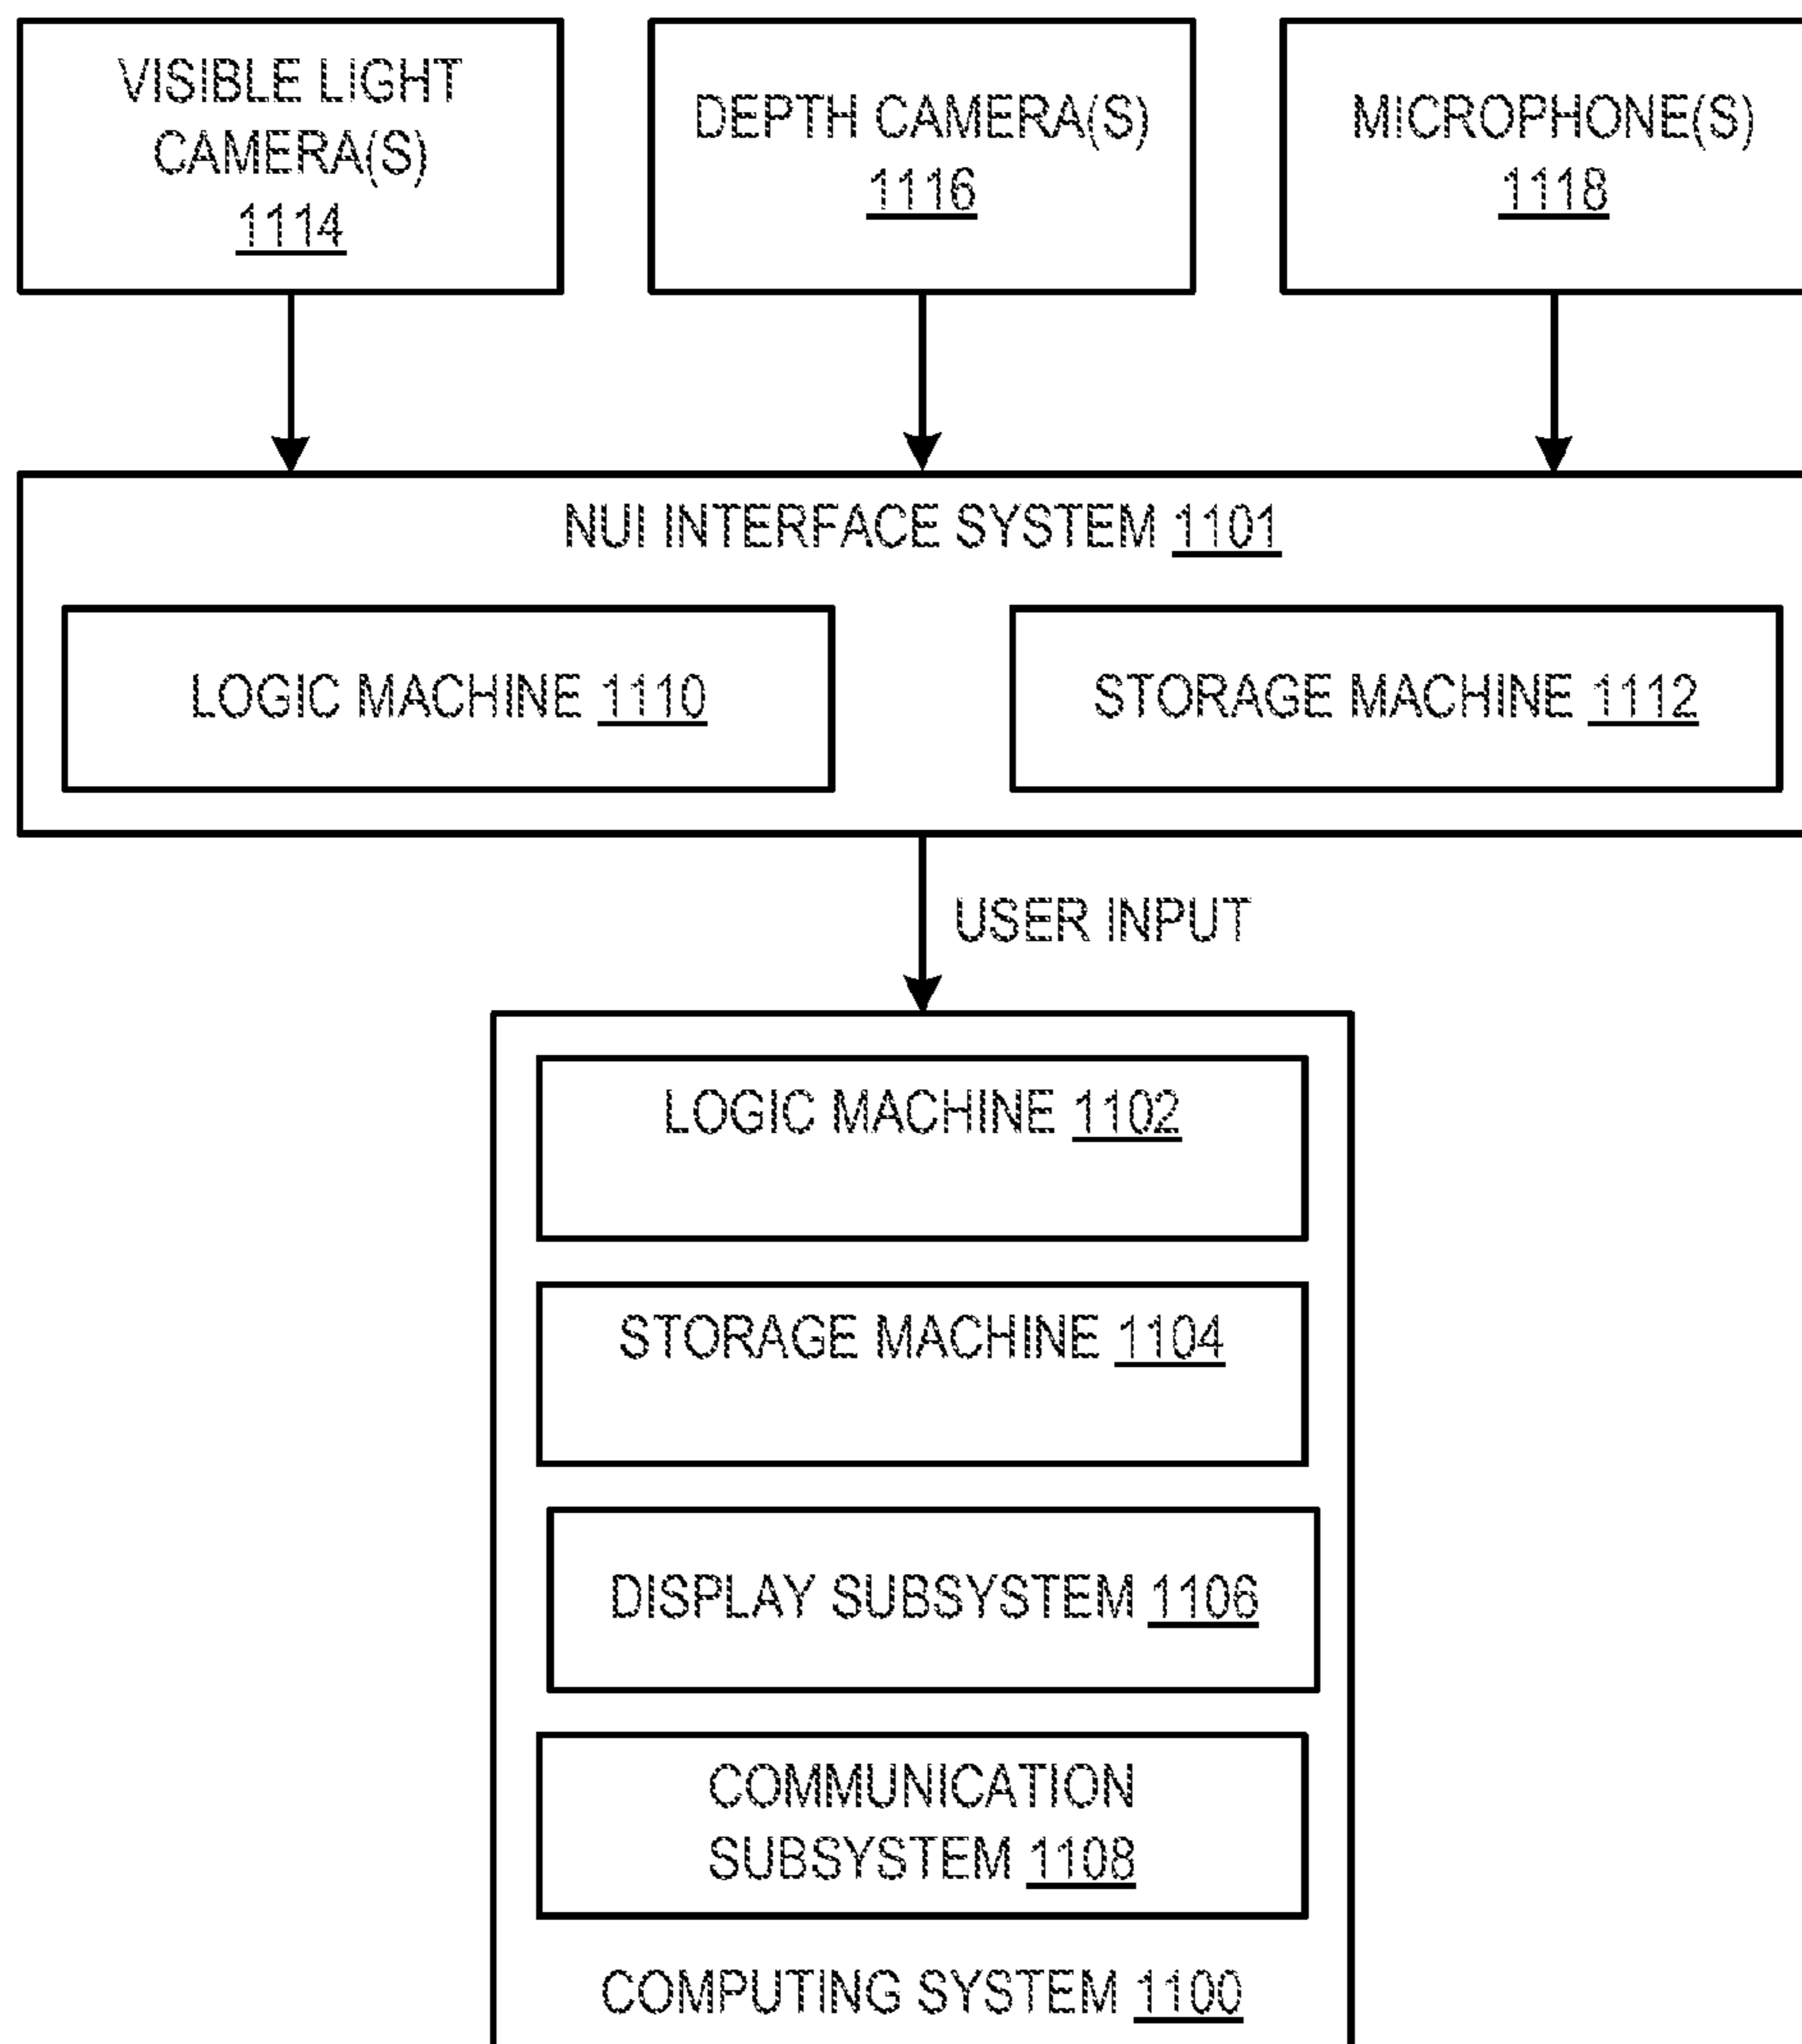 VISIBLE LIGHT
CAMERA(S)
1114
DEPTH CAMERA(S)
1116
MICROPHONE(S)
1118
NUI INTERFACE SYSTEM 1101
LOGIC MACHINE 1110
STORAGE MACHINE 1112
USER INPUT
LOGIC MACHINE 1102
STORAGE MACHINE 1104
DISPLAY SUBSYSTEM 1106
COMMUNICATION
SUBSYSTEM 1108
COMPUTING SYSTEM 1100